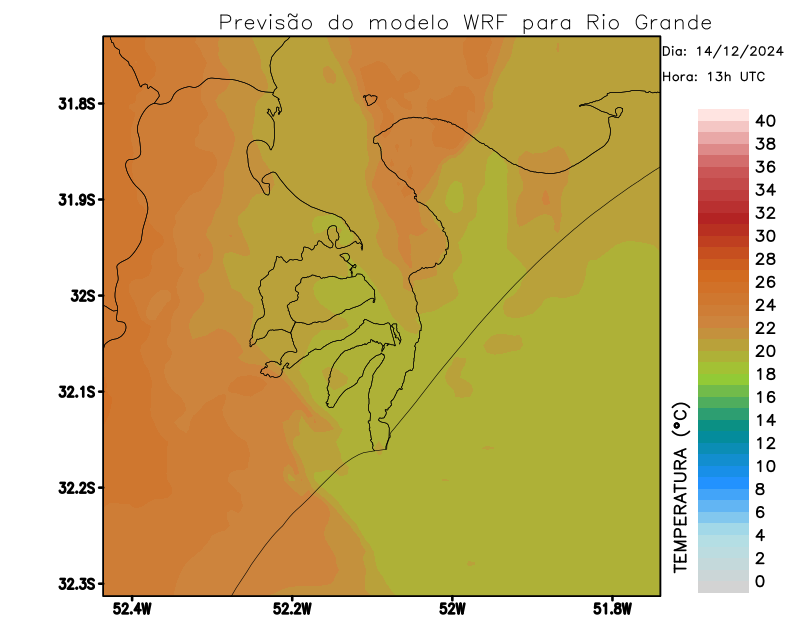 Previsão do modelo WRF para Rio Grande
Dia: 14/12/2024
Hora: 13h UTC
31.8S
31.9S
32S
32.1S
32.2S
32.3S
52.4W
52.2W
52W
51.8W
TEMPERATURA (°C)
40
38
36
34
32
30
28
26
24
22
20
18
16
14
12
10
8
6
4
2
0